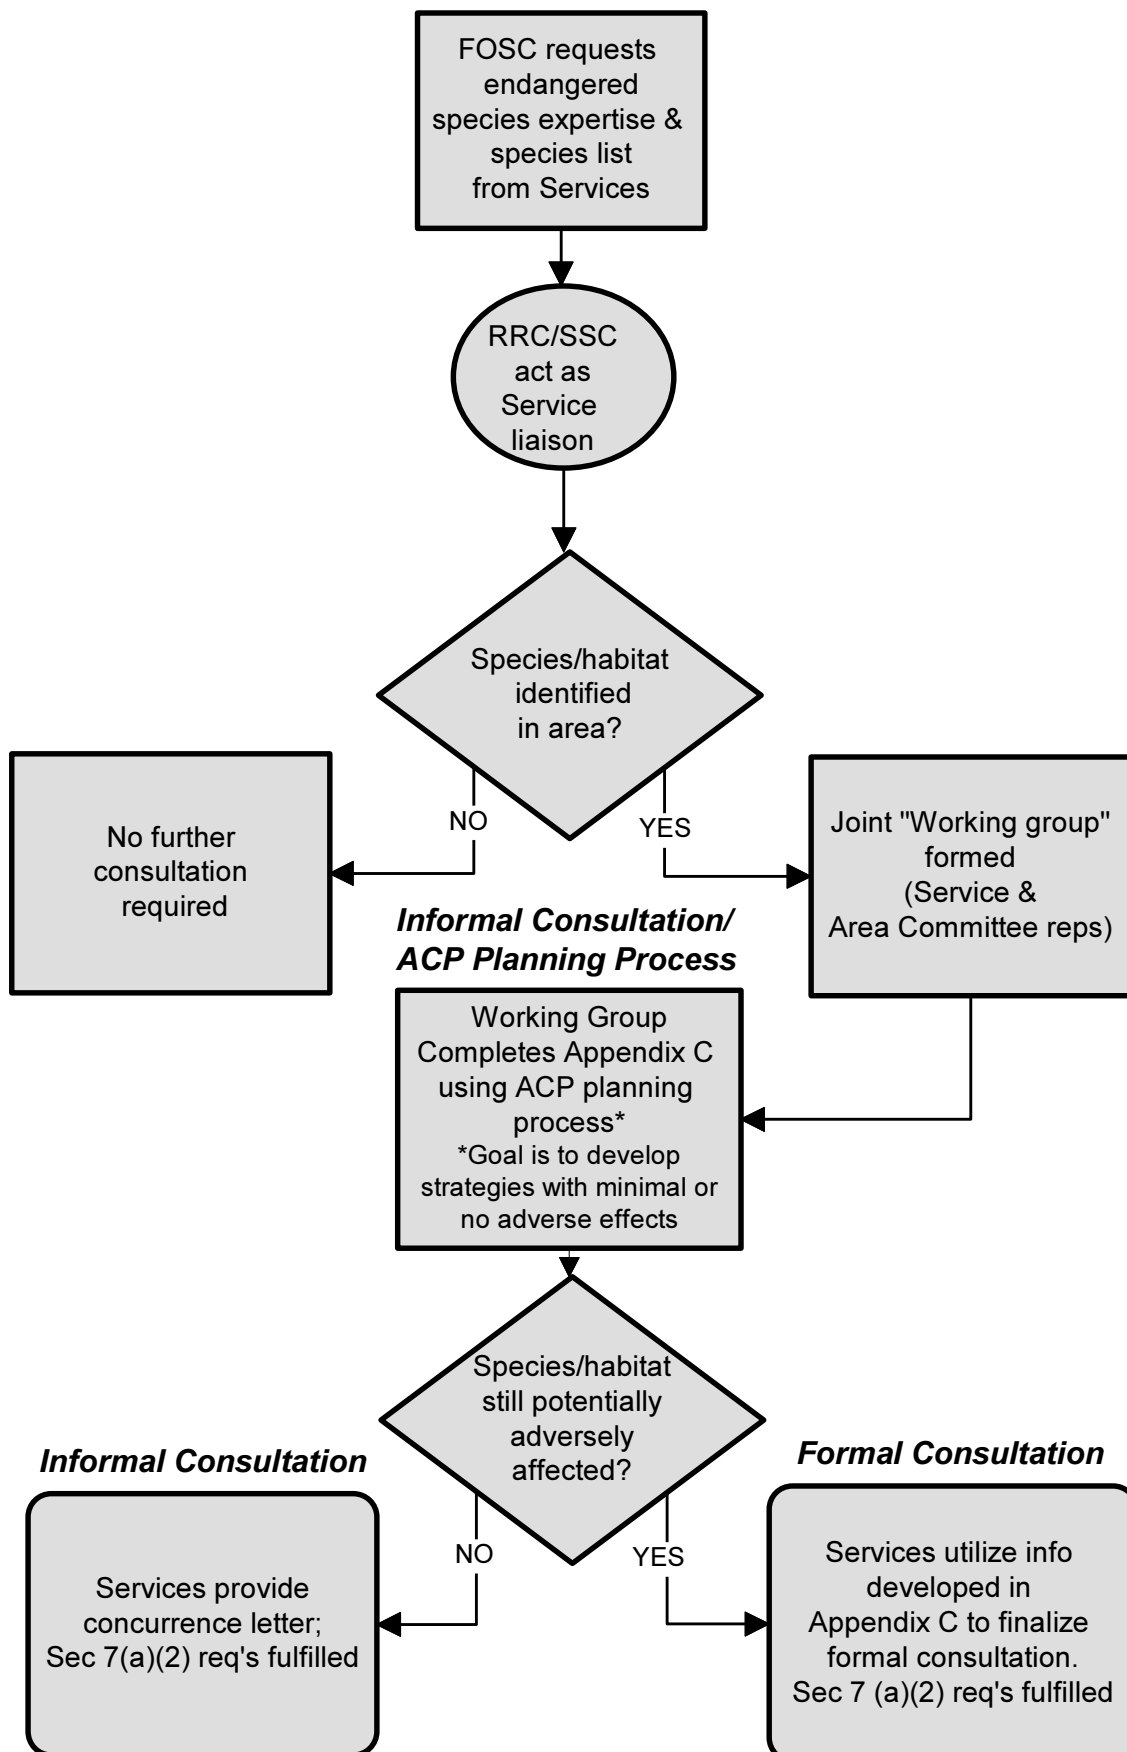 FOSC requests
endangered
species expertise &
species list
from Services
RRC/SSC
act as
Service
liaison
Species/habitat
identified
in area?
NO
YES
No further
consultation
required
Joint "Working group"
formed
(Service &
Area Committee reps)
Informal Consultation/
ACP Planning Process
Working Group
Completes Appendix C
using ACP planning
process*
*Goal is to develop
strategies with minimal or
no adverse effects
Species/habitat
still potentially
adversely
affected?
NO
YES
Informal Consultation
Services provide
concurrence letter;
Sec 7(a)(2) req's fulfilled
Formal Consultation
Services utilize info
developed in
Appendix C to finalize
formal consultation.
Sec 7 (a)(2) req's fulfilled